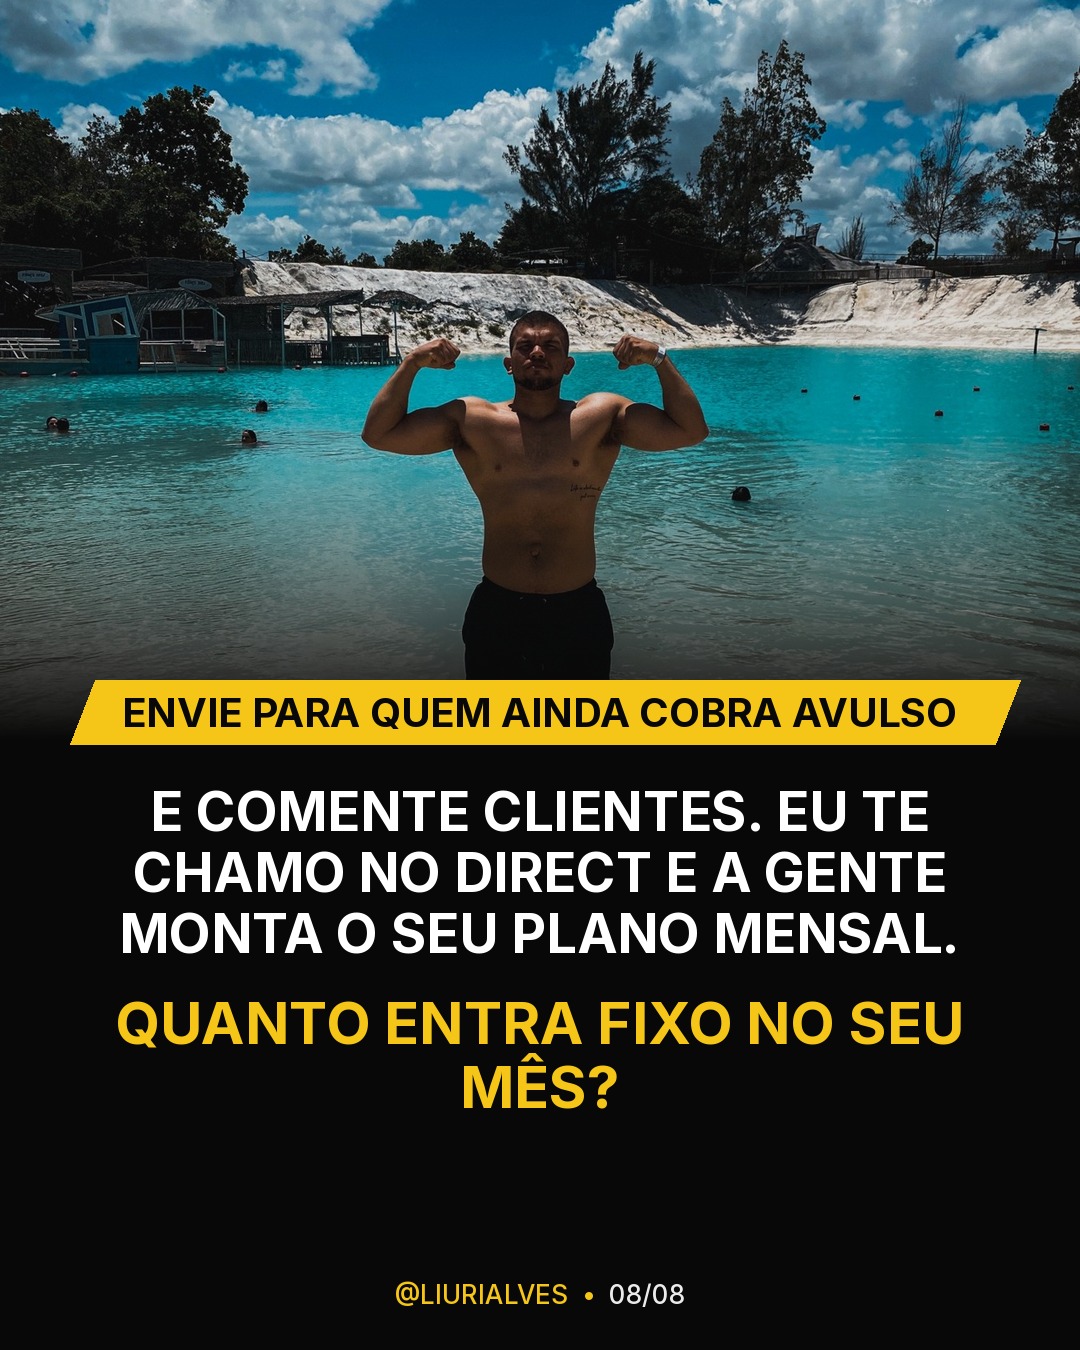 ENVIE PARA QUEM AINDA COBRA AVULSO
E COMENTE CLIENTES. EU TE
CHAMO NO DIRECT E A GENTE
MONTA O SEU PLANO MENSAL.
QUANTO ENTRA FIXO NO SEU
MÊS?
@LIURIALVES • 08/08